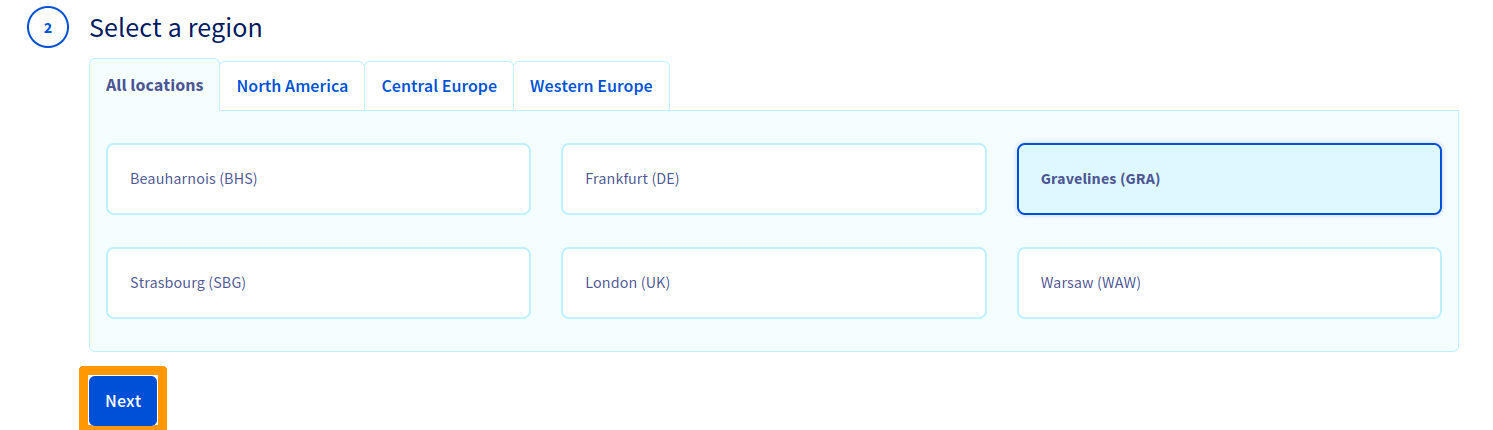 2 Select a region
All locations North America Central Europe Western Europe
Beauharnois (BHS) Frankfurt (DE) Gravelines (GRA)
Strasbourg (SBG) London (UK) Warsaw (WAW)
Next